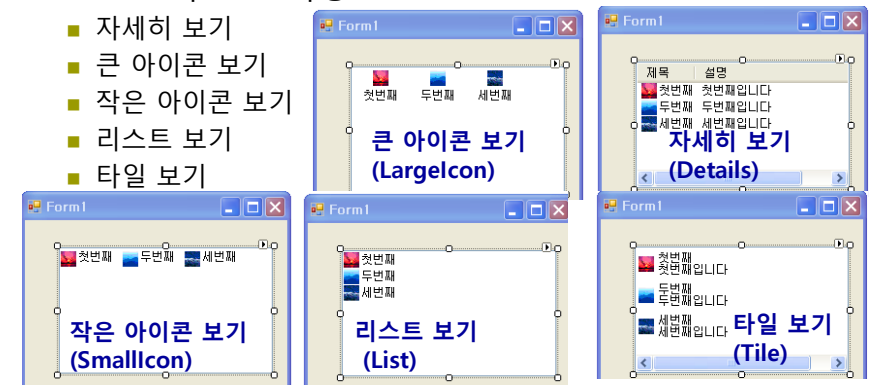 자세히 보기
큰 아이콘 보기
작은 아이콘 보기
리스트 보기
타일 보기
Form1
첫번째 두번째 세번째
큰 아이콘 보기
(LargeIcon)
Form1
제목 설명
첫번째 첫번째입니다
두번째 두번째입니다
세번째 세번째입니다
자세히 보기
(Details)
Form1
첫번째 두번째 세번째
작은 아이콘 보기
(SmallIcon)
Form1
첫번째
두번째
세번째
리스트 보기
(List)
Form1
첫번째
첫번째입니다
두번째
두번째입니다
세번째
세번째입니다
타일 보기
(Tile)